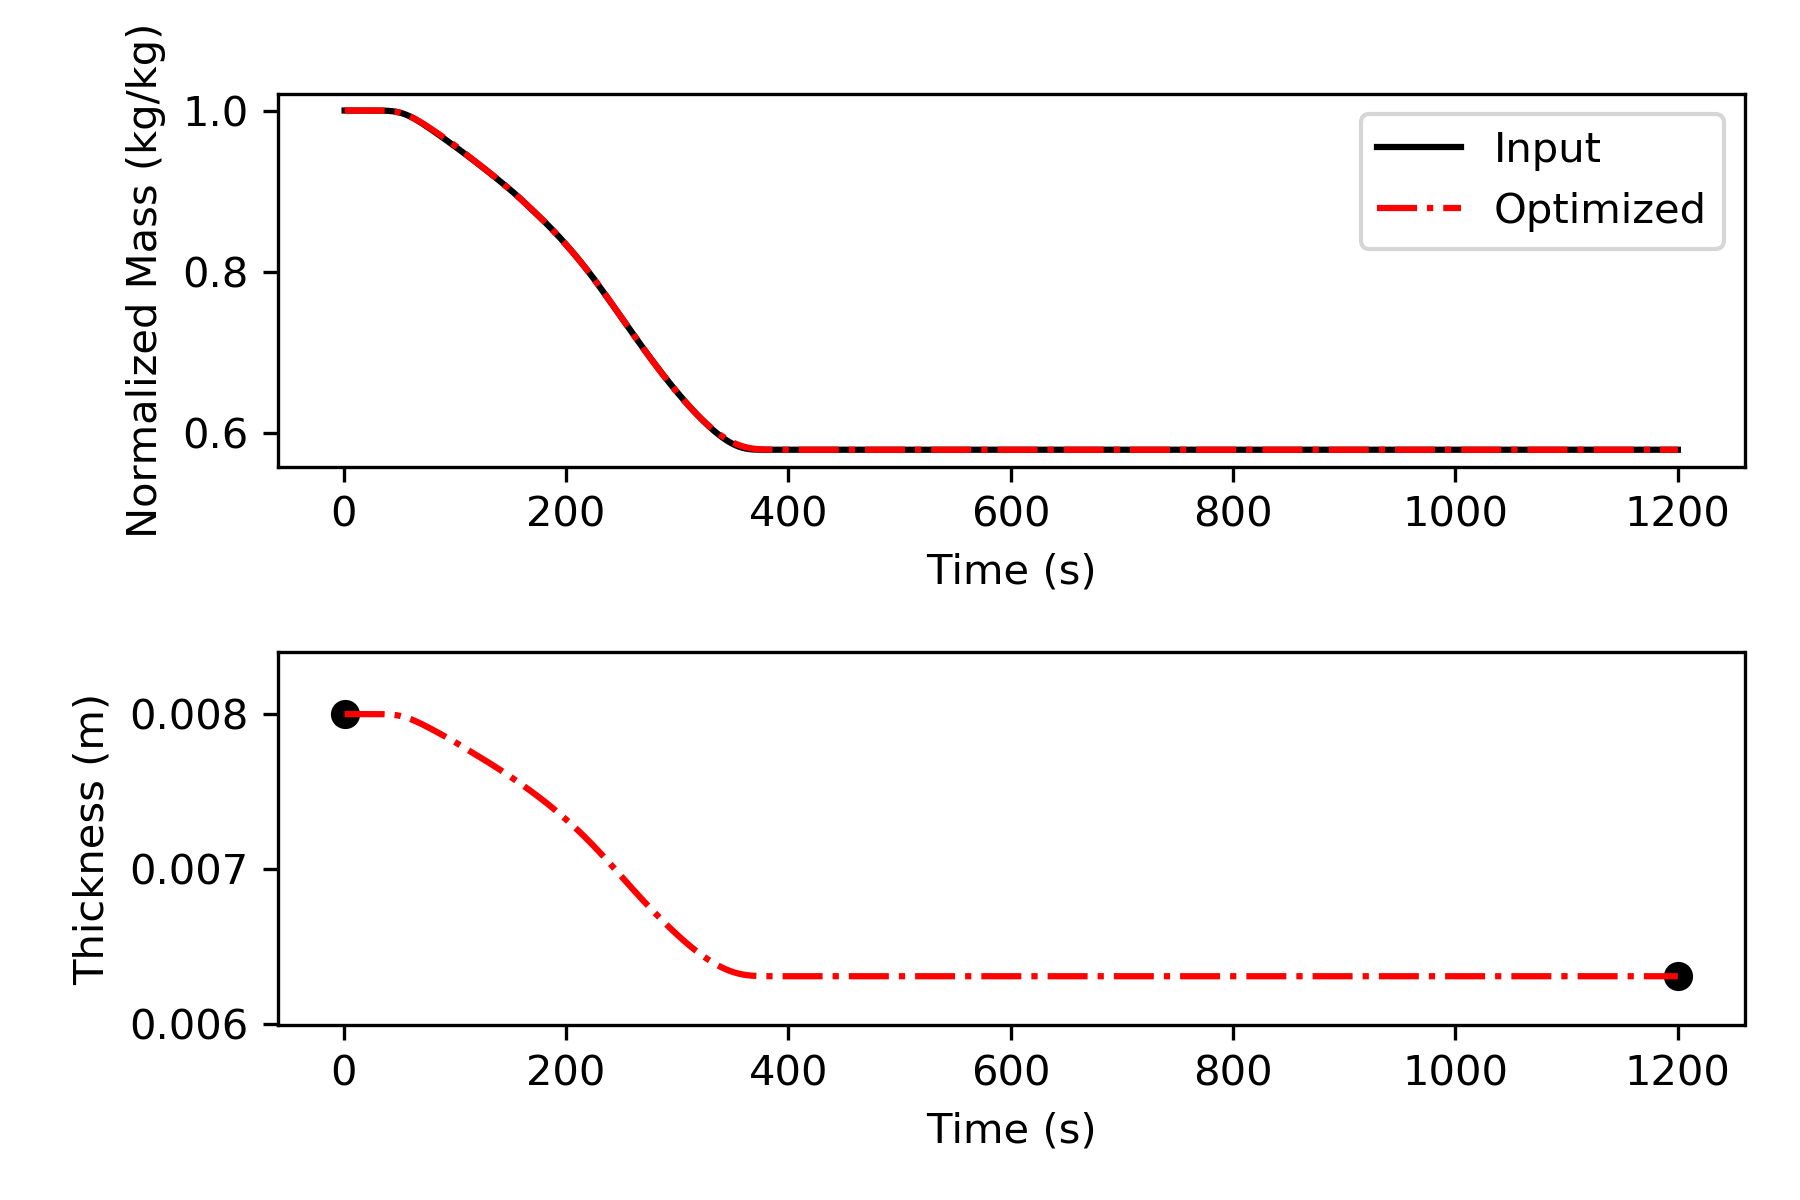 Normalized Mass (kg/kg)
1.0
0.8
0.6
Input
Optimized
0 200 400 600 800 1000 1200
Time (s)
Thickness (m)
0.008
0.007
0.006
0 200 400 600 800 1000 1200
Time (s)